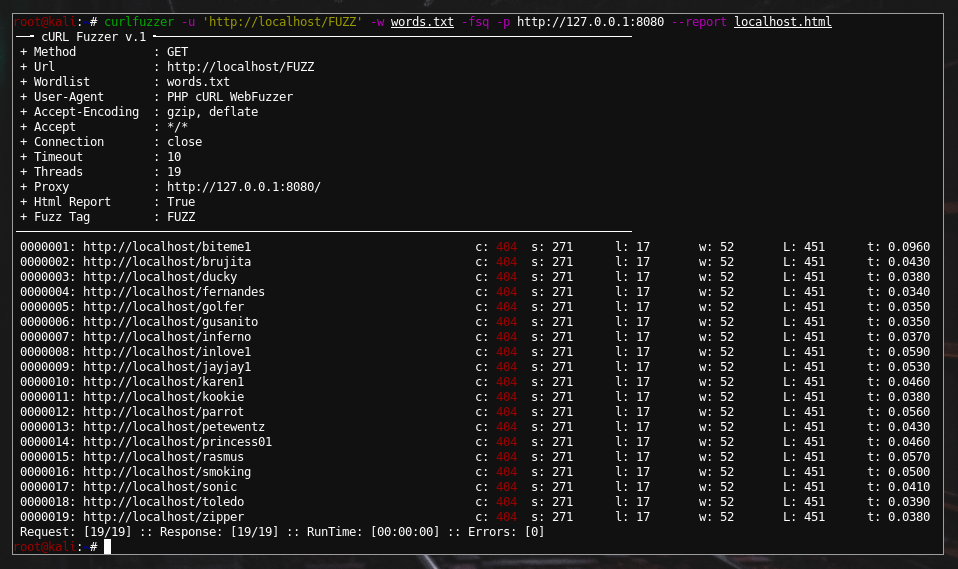 root@kali: # curlfuzzer -u 'http://localhost/FUZZ' -w words.txt -fsq -p http://127.0.0.1:8080 --report localhost.html
cURL Fuzzer v.1
+ Method : GET
+ Url : http://localhost/FUZZ
+ Wordlist : words.txt
+ User-Agent : PHP cURL WebFuzzer
+ Accept-Encoding : gzip, deflate
+ Accept : */*
+ Connection : close
+ Timeout : 10
+ Threads : 19
+ Proxy : http://127.0.0.1:8080/
+ Html Report : True
+ Fuzz Tag : FUZZ
0000001: http://localhost/biteme1 c: 404 s: 271 l: 17 w: 52 L: 451 t: 0.0960
0000002: http://localhost/brujita c: 404 s: 271 l: 17 w: 52 L: 451 t: 0.0430
0000003: http://localhost/ducky c: 404 s: 271 l: 17 w: 52 L: 451 t: 0.0380
0000004: http://localhost/fernandes c: 404 s: 271 l: 17 w: 52 L: 451 t: 0.0340
0000005: http://localhost/golfer c: 404 s: 271 l: 17 w: 52 L: 451 t: 0.0350
0000006: http://localhost/gusanito c: 404 s: 271 l: 17 w: 52 L: 451 t: 0.0350
0000007: http://localhost/inferno c: 404 s: 271 l: 17 w: 52 L: 451 t: 0.0370
0000008: http://localhost/inlove1 c: 404 s: 271 l: 17 w: 52 L: 451 t: 0.0590
0000009: http://localhost/jayjay1 c: 404 s: 271 l: 17 w: 52 L: 451 t: 0.0530
0000010: http://localhost/karen1 c: 404 s: 271 l: 17 w: 52 L: 451 t: 0.0460
0000011: http://localhost/kookie c: 404 s: 271 l: 17 w: 52 L: 451 t: 0.0380
0000012: http://localhost/parrot c: 404 s: 271 l: 17 w: 52 L: 451 t: 0.0560
0000013: http://localhost/petewentz c: 404 s: 271 l: 17 w: 52 L: 451 t: 0.0430
0000014: http://localhost/princess01 c: 404 s: 271 l: 17 w: 52 L: 451 t: 0.0460
0000015: http://localhost/rasmus c: 404 s: 271 l: 17 w: 52 L: 451 t: 0.0570
0000016: http://localhost/smoking c: 404 s: 271 l: 17 w: 52 L: 451 t: 0.0500
0000017: http://localhost/sonic c: 404 s: 271 l: 17 w: 52 L: 451 t: 0.0410
0000018: http://localhost/toledo c: 404 s: 271 l: 17 w: 52 L: 451 t: 0.0390
0000019: http://localhost/zipper c: 404 s: 271 l: 17 w: 52 L: 451 t: 0.0380
Request: [19/19] :: Response: [19/19] :: RunTime: [00:00:00] :: Errors: [0]
root@kali: #